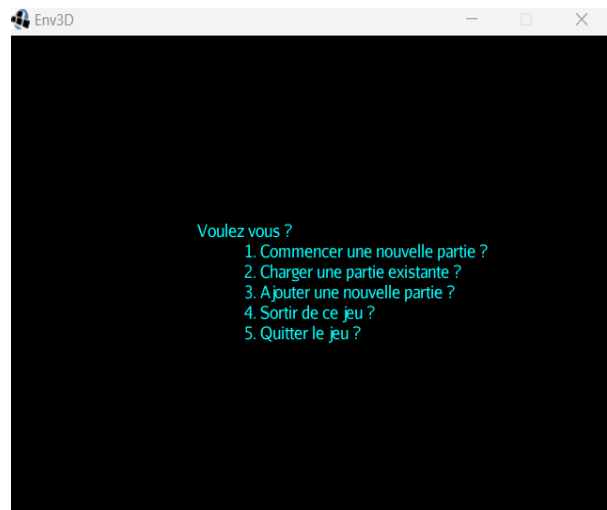 Env3D
Voulez vous ?
1. Commencer une nouvelle partie ?
2. Charger une partie existante ?
3. Ajouter une nouvelle partie ?
4. Sortir de ce jeu ?
5. Quitter le jeu ?